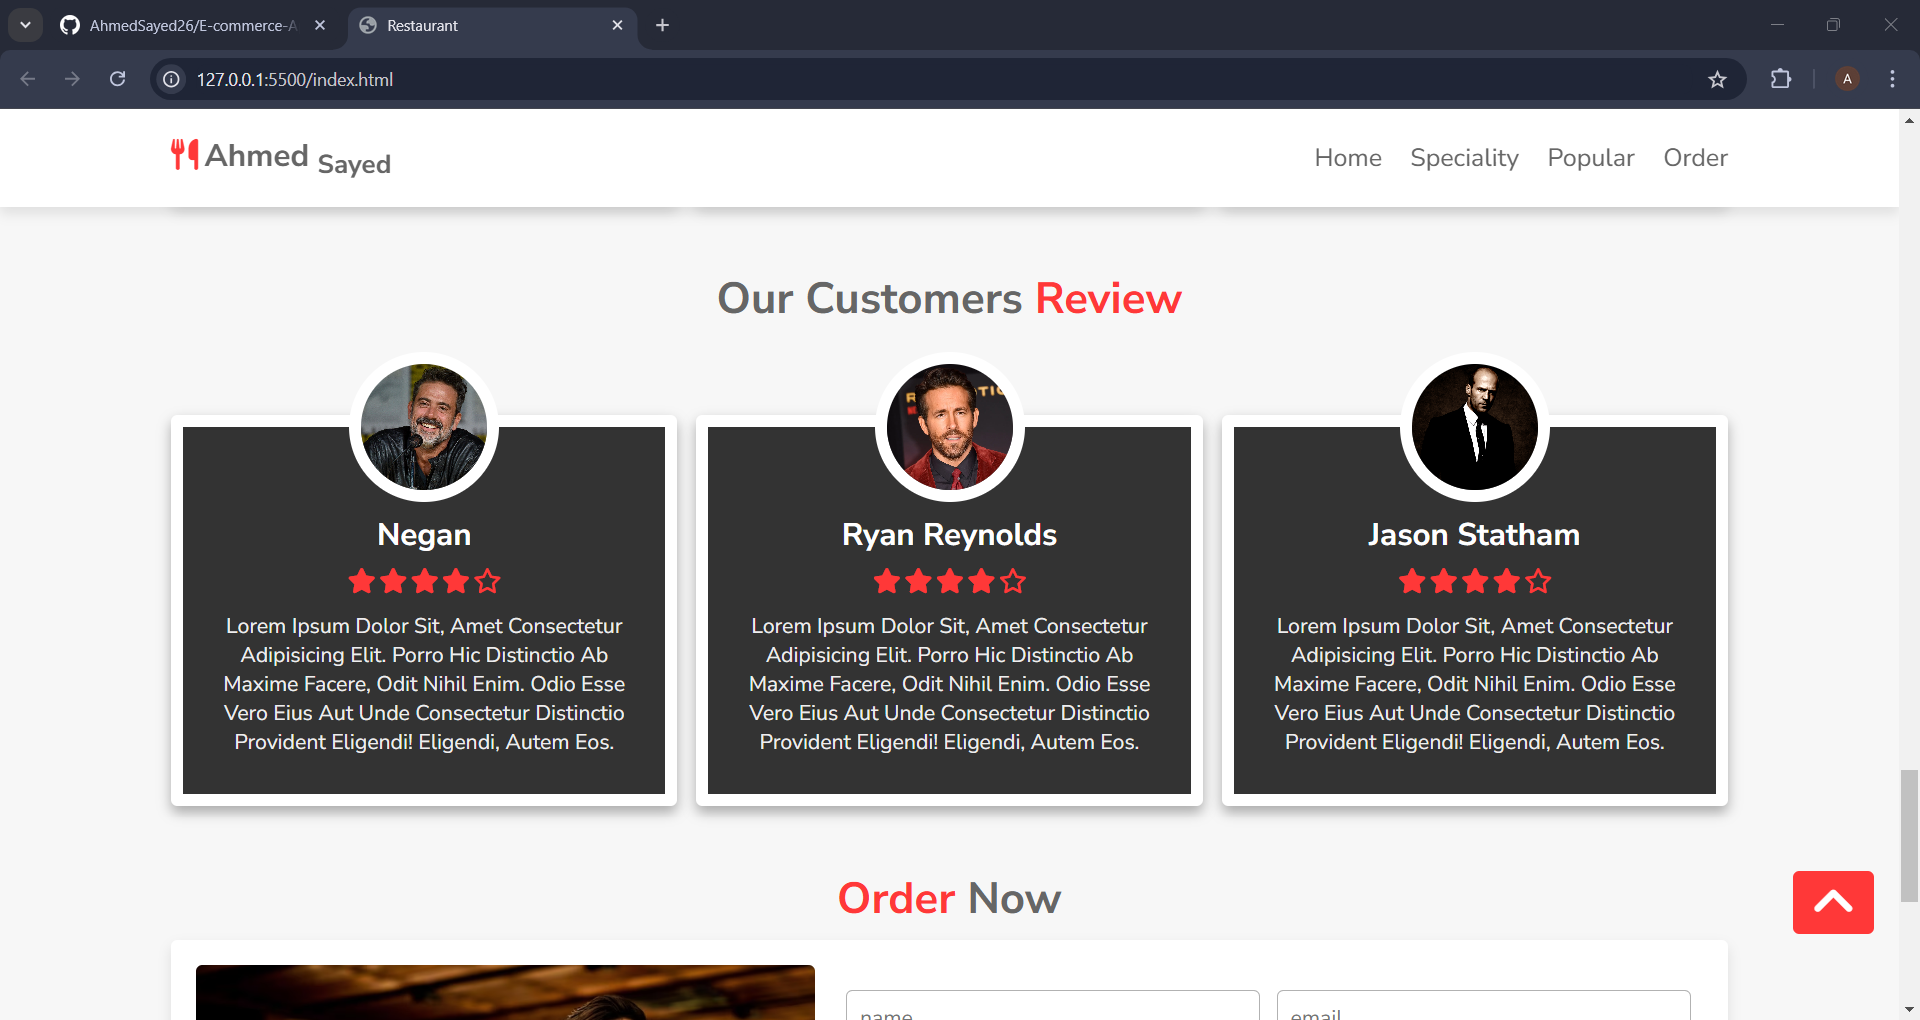 AhmedSayed26/E-commerce-A
Restaurant
127.0.0.1:5500/index.html
A
Ahmed Sayed
Home Speciality Popular Order
Our Customers Review
Negan
Lorem Ipsum Dolor Sit, Amet Consectetur
Adipisicing Elit. Porro Hic Distinctio Ab
Maxime Facere, Odit Nihil Enim. Odio Esse
Vero Eius Aut Unde Consectetur Distinctio
Provident Eligendi! Eligendi, Autem Eos.
Ryan Reynolds
Lorem Ipsum Dolor Sit, Amet Consectetur
Adipisicing Elit. Porro Hic Distinctio Ab
Maxime Facere, Odit Nihil Enim. Odio Esse
Vero Eius Aut Unde Consectetur Distinctio
Provident Eligendi! Eligendi, Autem Eos.
Jason Statham
Lorem Ipsum Dolor Sit, Amet Consectetur
Adipisicing Elit. Porro Hic Distinctio Ab
Maxime Facere, Odit Nihil Enim. Odio Esse
Vero Eius Aut Unde Consectetur Distinctio
Provident Eligendi! Eligendi, Autem Eos.
Order Now
name
email